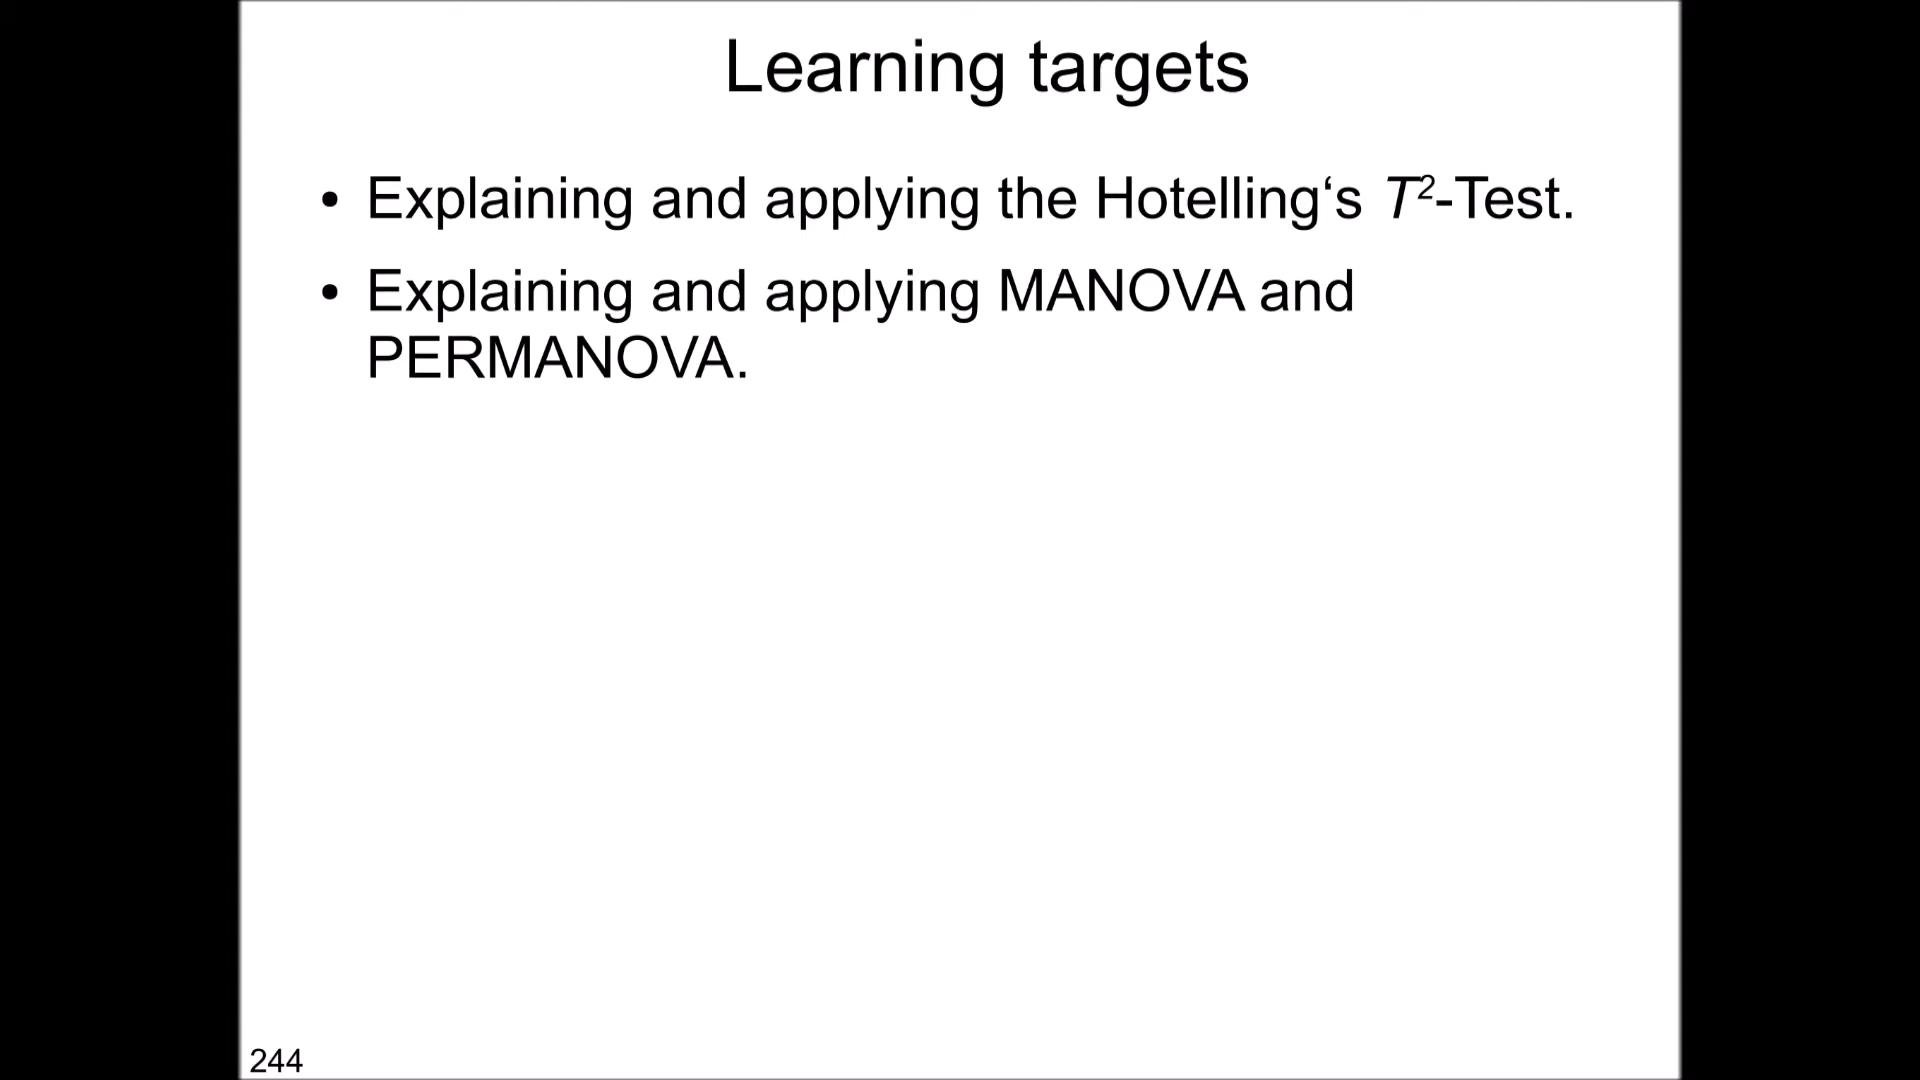 Learning targets
• Explaining and applying the Hotelling‘s T²-Test.
• Explaining and applying MANOVA and
PERMANOVA.
244